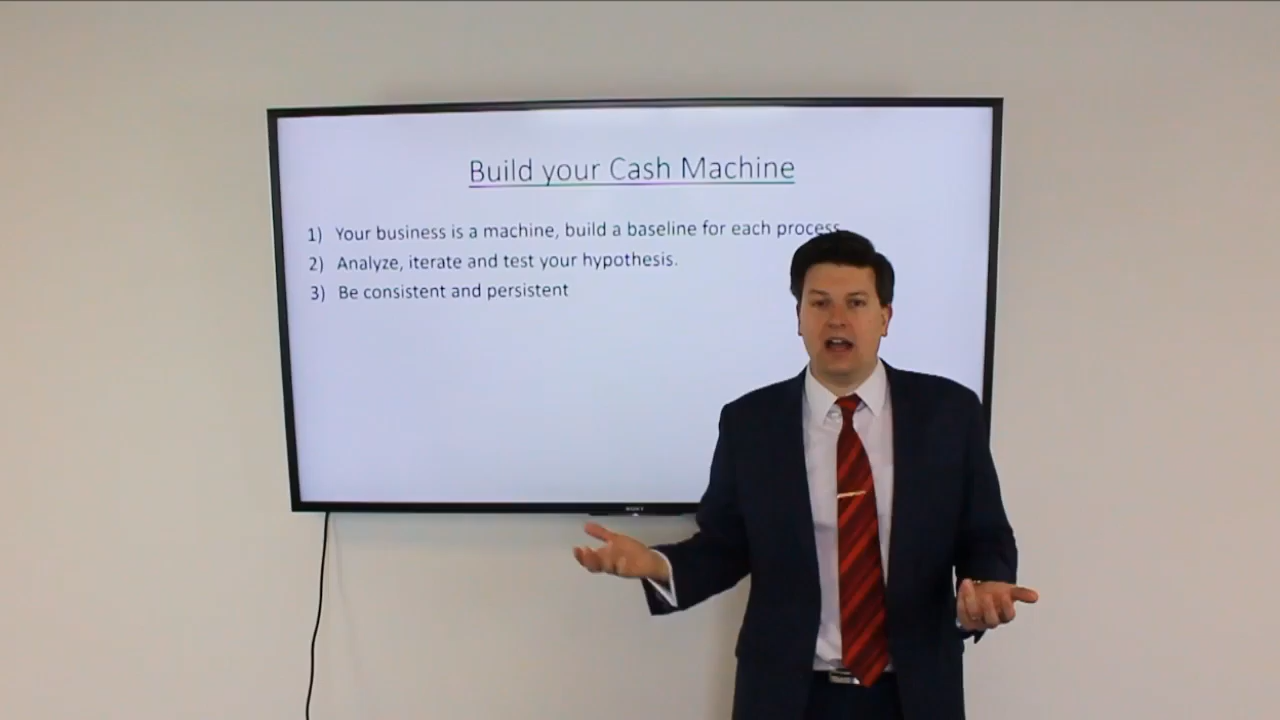 Build your Cash Machine
1) Your business is a machine, build a baseline for each process
2) Analyze, iterate and test your hypothesis.
3) Be consistent and persistent
SONY